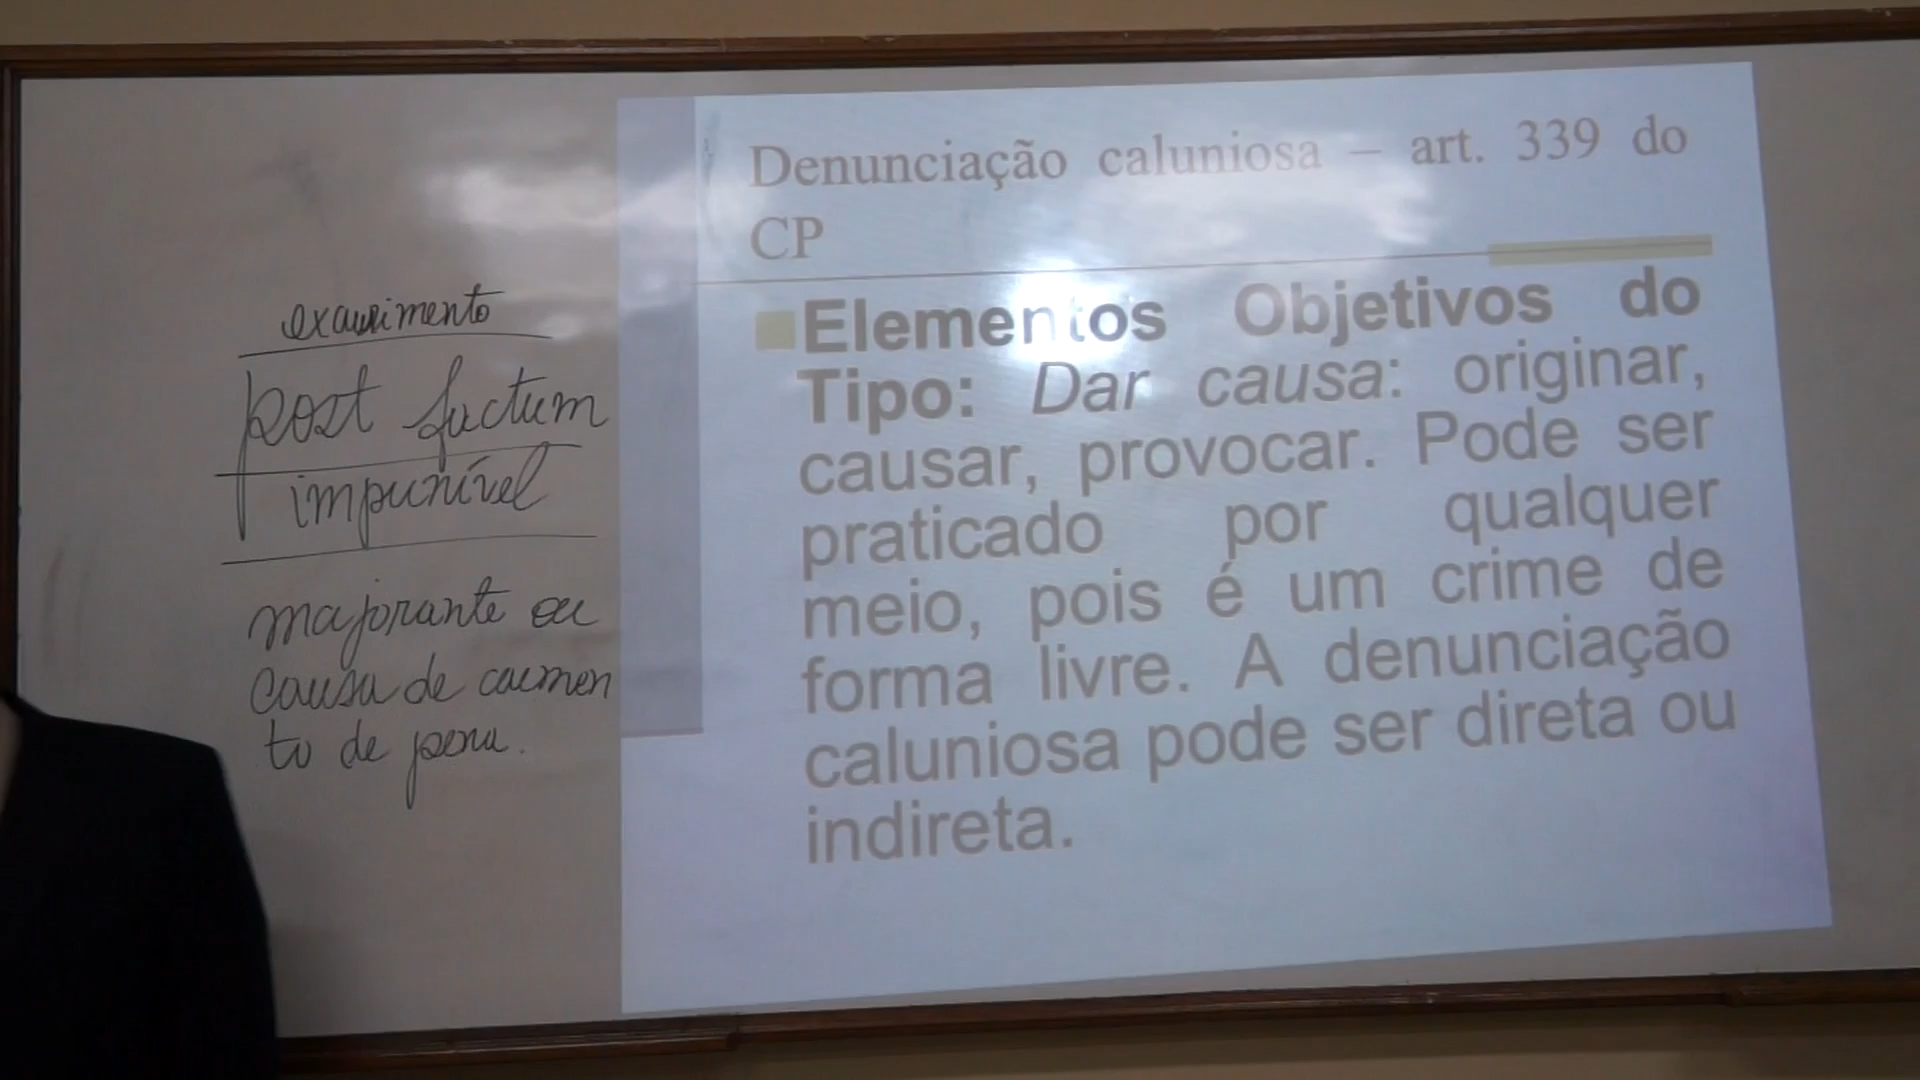 exaurimento
post factum
impunível
majorante ou
causa de aumen
to de pena.
Denunciação caluniosa – art. 339 do
CP
Elementos Objetivos do
Tipo: Dar causa: originar,
causar, provocar. Pode ser
praticado por qualquer
meio, pois é um crime de
forma livre. A denunciação
caluniosa pode ser direta ou
indireta.